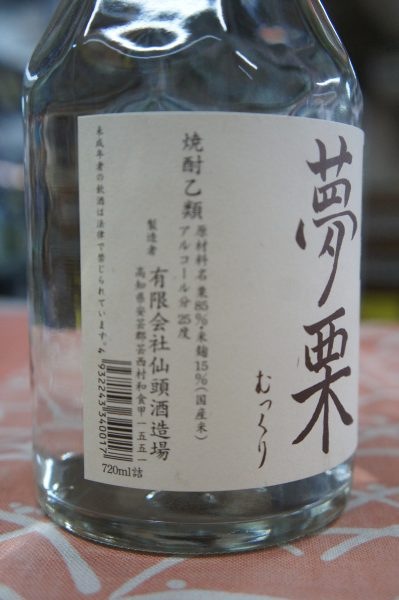 夢栗
むっくり
原材料名 栗85%・米麹15%(国産米)
焼酎乙類 アルコール分 25度
製造者 有限会社仙頭酒造場
高知県安芸郡芸西村和食甲一五五一
未成年者の飲酒は法律で禁じられています。
4932243340017
720ml詰